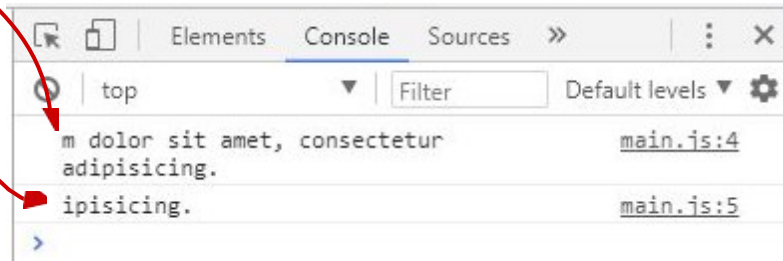 Elements Console Sources »
top Filter Default levels
m dolor sit amet, consectetur main.js:4
adipisicing.
ipisicing. main.js:5
>